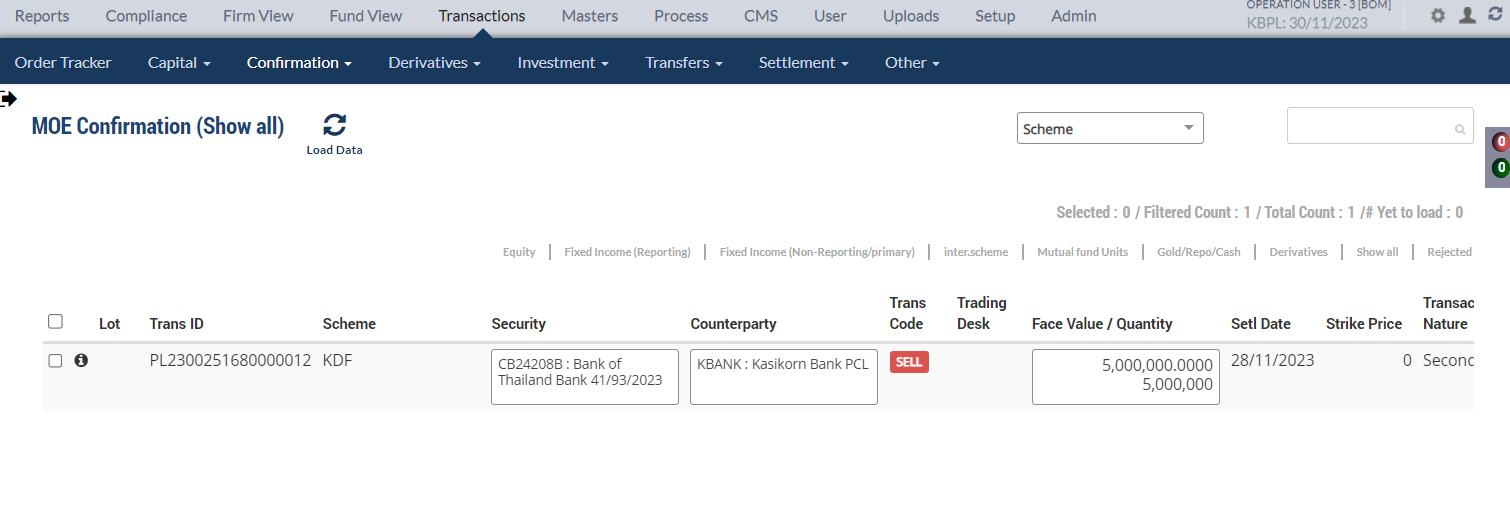 Reports Compliance Firm View Fund View Transactions Masters Process CMS User Uploads Setup Admin
OPERATION USER - 3 [BOM]
KBPL: 30/11/2023
Order Tracker Capital Confirmation Derivatives Investment Transfers Settlement Other
MOE Confirmation (Show all)
Load Data
Scheme
0
0
Selected : 0 / Filtered Count : 1 / Total Count : 1 /# Yet to load : 0
Equity | Fixed Income (Reporting) | Fixed Income (Non-Reporting/primary) | inter.scheme | Mutual fund Units | Gold/Repo/Cash | Derivatives | Show all | Rejected
Lot Trans ID Scheme Security Counterparty Trans Code Trading Desk Face Value / Quantity Setl Date Strike Price Transac Nature
PL2300251680000012 KDF CB24208B : Bank of Thailand Bank 41/93/2023 KBANK : Kasikorn Bank PCL SELL 5,000,000.0000 5,000,000 28/11/2023 0 Second